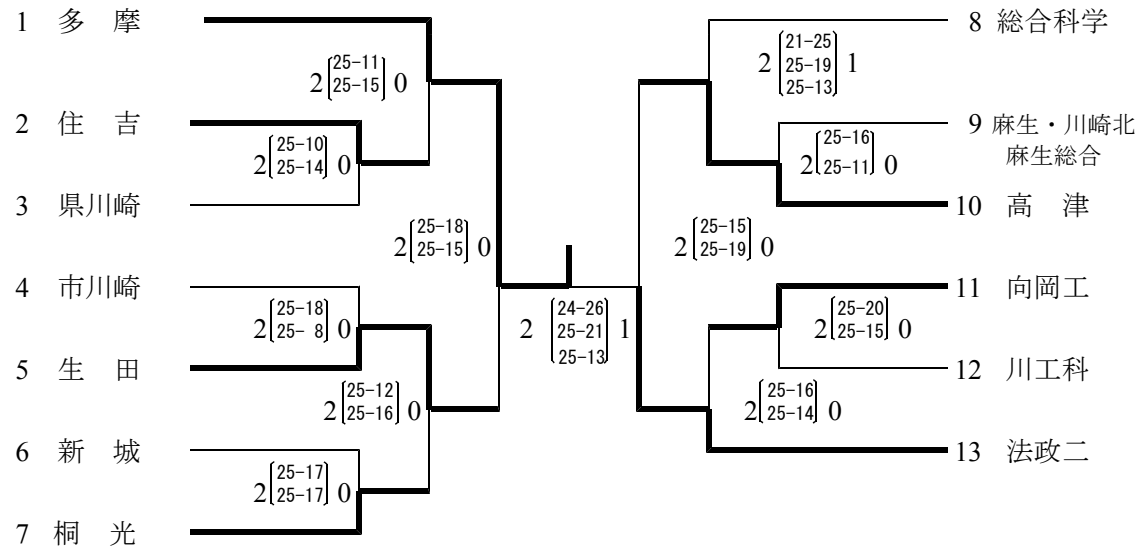 1 多 摩
2 住 吉
3 県川崎
4 市川崎
5 生 田
6 新 城
7 桐 光
2 25-11 0
25-15
2 25-10 0
25-14
2 25-18 0
25-15
2 25-18 0
25- 8
2 25-12 0
25-16
2 25-17 0
25-17
2 24-26 1
25-21
25-13
8 総合科学
9 麻生・川崎北
麻生総合
10 高 津
11 向岡工
12 川工科
13 法政二
2 21-25 1
25-19
25-13
2 25-16 0
25-11
2 25-15 0
25-19
2 25-20 0
25-15
2 25-16 0
25-14